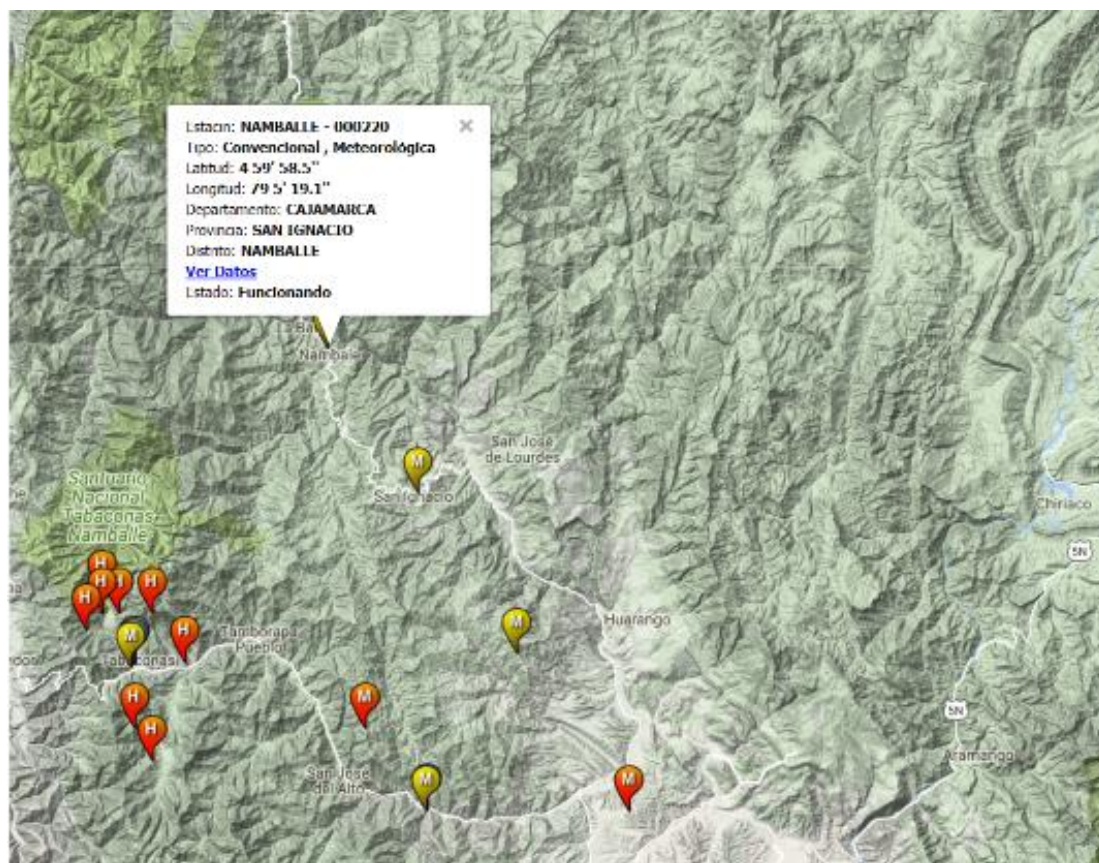 Estacin: NAMBALLE - 000220
Tipo: Convencional , Meteorológica
Latitud: 4 59' 58.5"
Longitud: 79 5' 19.1"
Departamento: CAJAMARCA
Provincia: SAN IGNACIO
Distrito: NAMBALLE
Ver Datos
Estado: Funcionando
Namballe
San José
de Lourdes
San Ignacio
Santuario
Nacional
Tabaconas
Namballe
Chiriaco
5N
M
H
H
H
H
H
M
H
Tabaconas
Tamborapa
Pueblo
M
Huarango
H
H
M
5N
Aramango
San José
del Alto
M
M